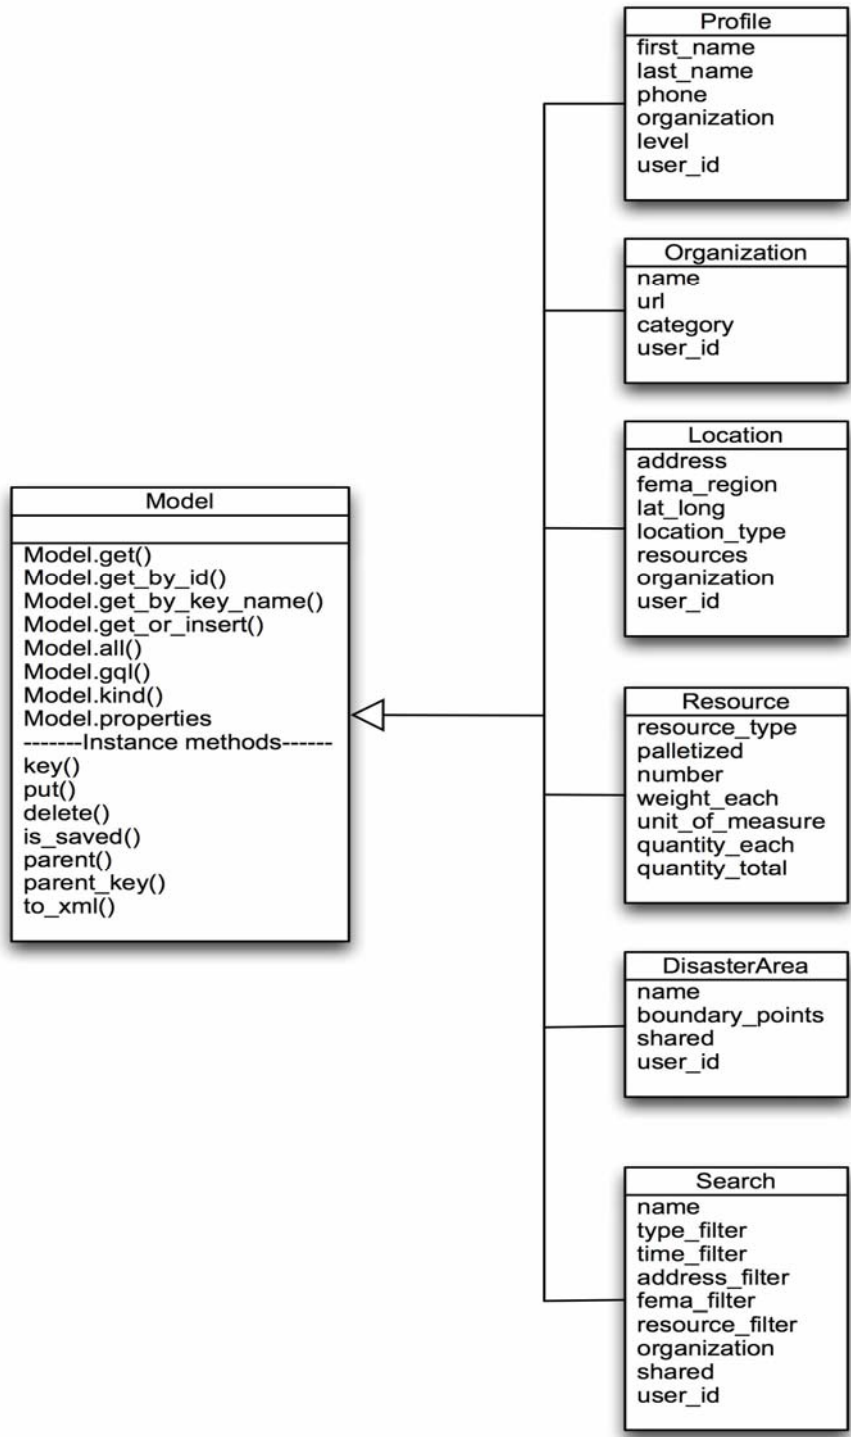 Profile
first_name
last_name
phone
organization
level
user_id
Organization
name
url
category
user_id
Location
address
fema_region
lat_long
location_type
resources
organization
user_id
Model
Model.get()
Model.get_by_id()
Model.get_by_key_name()
Model.get_or_insert()
Model.all()
Model.gql()
Model.kind()
Model.properties
-------Instance methods------
key()
put()
delete()
is_saved()
parent()
parent_key()
to_xml()
Resource
resource_type
palletized
number
weight_each
unit_of_measure
quantity_each
quantity_total
DisasterArea
name
boundary_points
shared
user_id
Search
name
type_filter
time_filter
address_filter
fema_filter
resource_filter
organization
shared
user_id